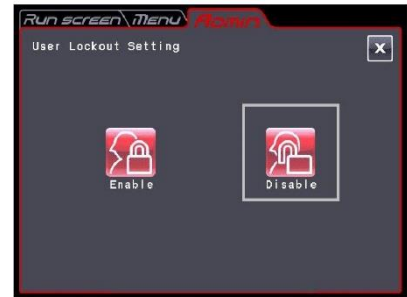 Run screen Menu Admin
User Lockout Setting X
Enable Disable